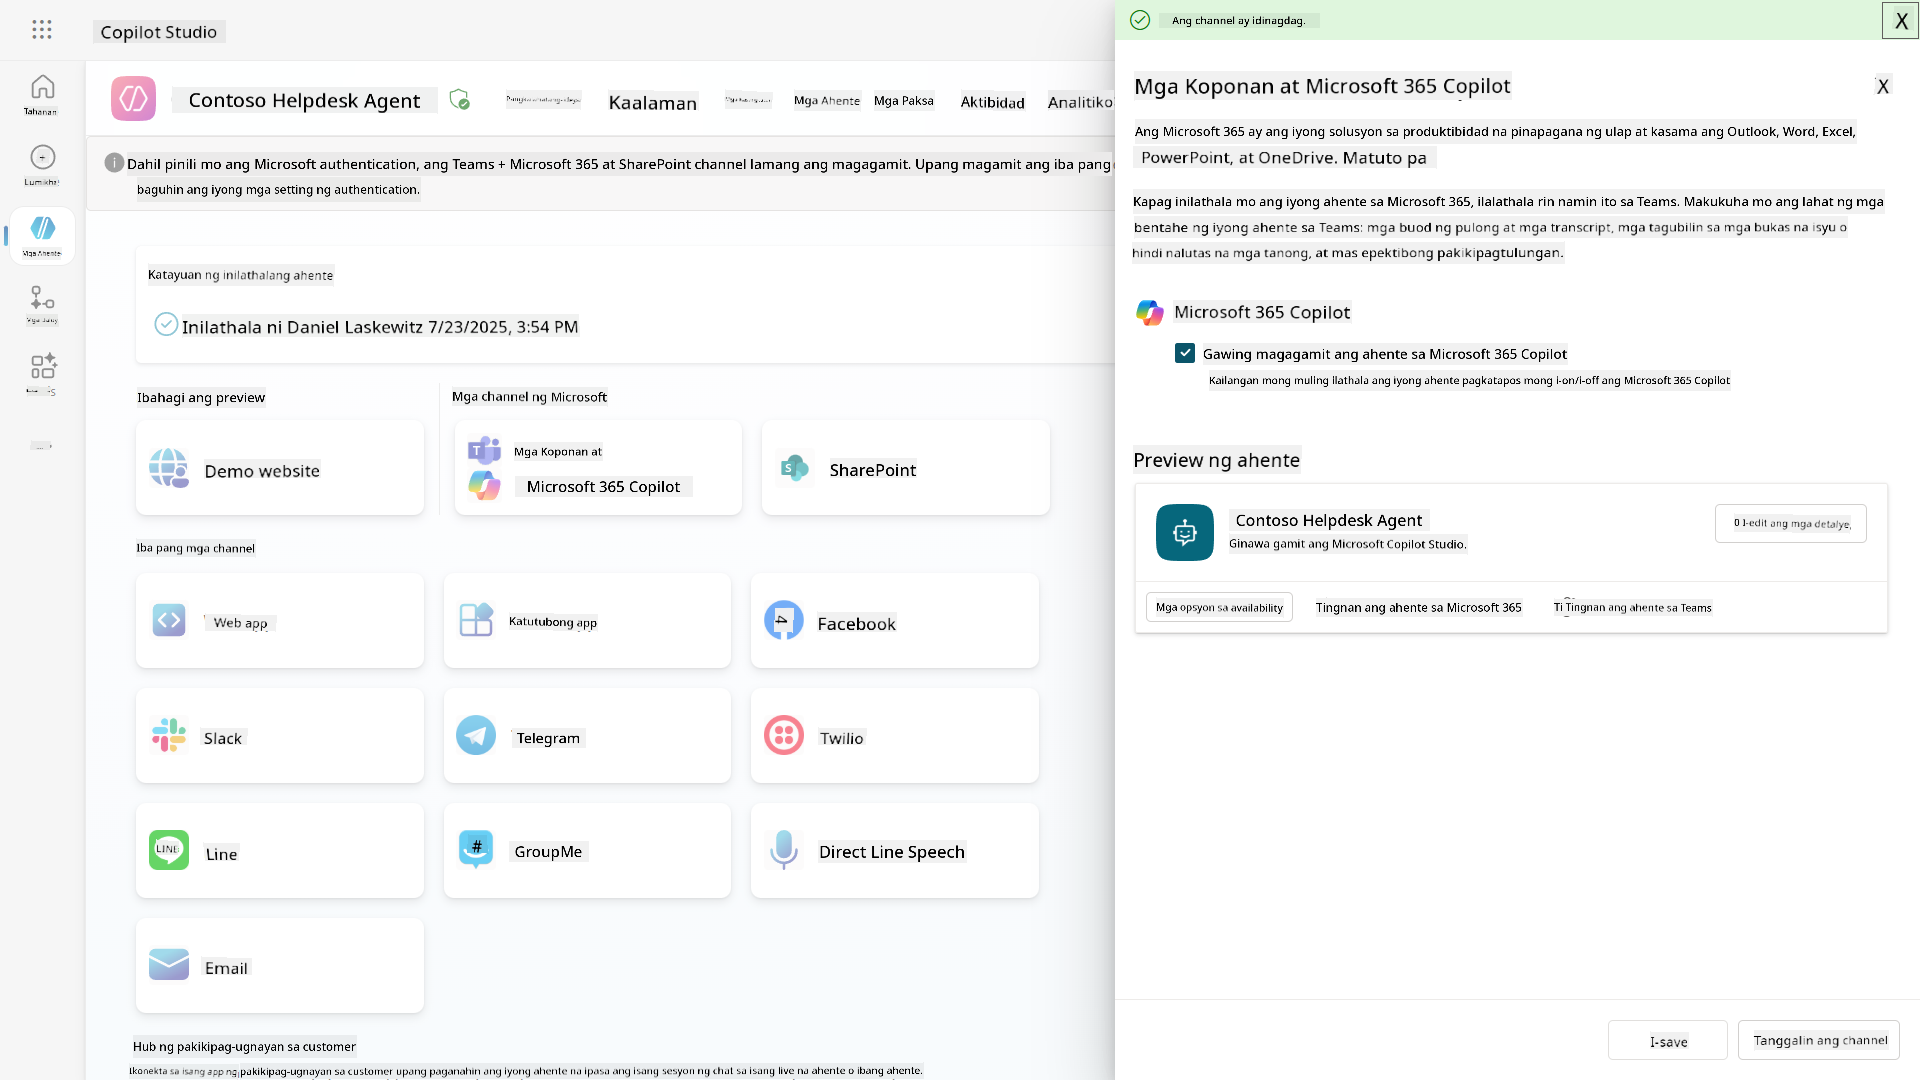 Copilot Studio
Ang channel ay idinagdag.
X
Tahanan
Lumikha
Mga Ahente
Contoso Helpdesk Agent
Kaalaman
Mga Ahente
Mga Paksa
Aktibidad
Analitiko
Dahil pinili mo ang Microsoft authentication, ang Teams + Microsoft 365 at SharePoint channel lamang ang magagamit. Upang magamit ang iba pang
baguhin ang iyong mga setting ng authentication.
Katayuan ng inilathalang ahente
Inilathala ni Daniel Laskewitz 7/23/2025, 3:54 PM
Ibahagi ang preview
Mga channel ng Microsoft
Demo website
Mga Koponan at
Microsoft 365 Copilot
SharePoint
Iba pang mga channel
Web app
Katutubong app
Facebook
Slack
Telegram
Twilio
LINE
Line
#
GroupMe
Direct Line Speech
Email
Hub ng pakikipag-ugnayan sa customer
Ikonekta sa isang app ng pakikipag-ugnayan sa customer upang paganahin ang iyong ahente na ipasa ang isang sesyon ng chat sa isang live na ahente o ibang ahente.
Mga Koponan at Microsoft 365 Copilot
X
Ang Microsoft 365 ay ang iyong solusyon sa produktibidad na pinapagana ng ulap at kasama ang Outlook, Word, Excel,
PowerPoint, at OneDrive. Matuto pa
Kapag inilathala mo ang iyong ahente sa Microsoft 365, ilalathala rin namin ito sa Teams. Makukuha mo ang lahat ng mga
bentahe ng iyong ahente sa Teams: mga buod ng pulong at mga transcript, mga tagubilin sa mga bukas na isyu o
hindi nalutas na mga tanong, at mas epektibong pakikipagtulungan.
Microsoft 365 Copilot
Gawing magagamit ang ahente sa Microsoft 365 Copilot
Kailangan mong muling ilathala ang iyong ahente pagkatapos mong i-on/i-off ang Microsoft 365 Copilot
Preview ng ahente
Contoso Helpdesk Agent
Ginawa gamit ang Microsoft Copilot Studio.
0 I-edit ang mga detalye
Mga opsyon sa availability
Tingnan ang ahente sa Microsoft 365
Ti Tingnan ang ahente sa Teams
I-save
Tanggalin ang channel